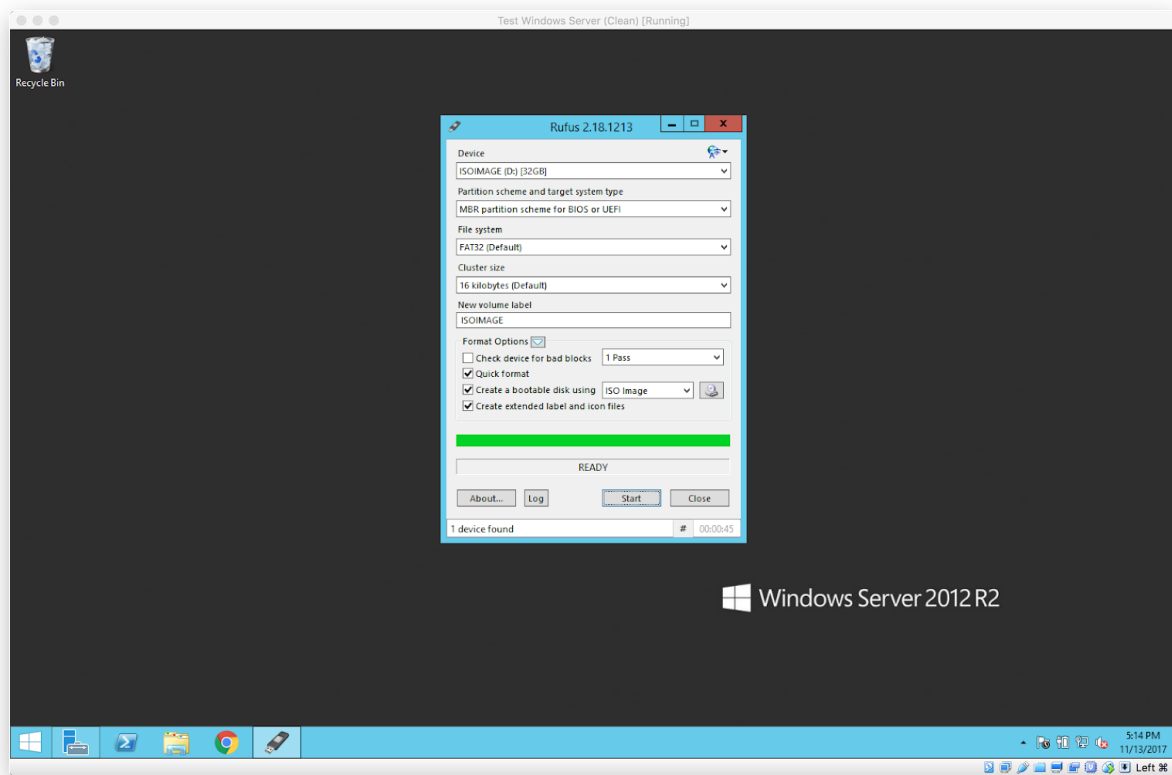 Test Windows Server (Clean) [Running]
Recycle Bin
Rufus 2.18.1213
Device
ISOIMAGE (D:) [32GB]
Partition scheme and target system type
MBR partition scheme for BIOS or UEFI
File system
FAT32 (Default)
Cluster size
16 kilobytes (Default)
New volume label
ISOIMAGE
Format Options
Check device for bad blocks 1 Pass
Quick format
Create a bootable disk using ISO Image
Create extended label and icon files
READY
About... Log Start Close
1 device found # 00:00:45
Windows Server 2012 R2
5:14 PM
11/13/2017
Left ⌘